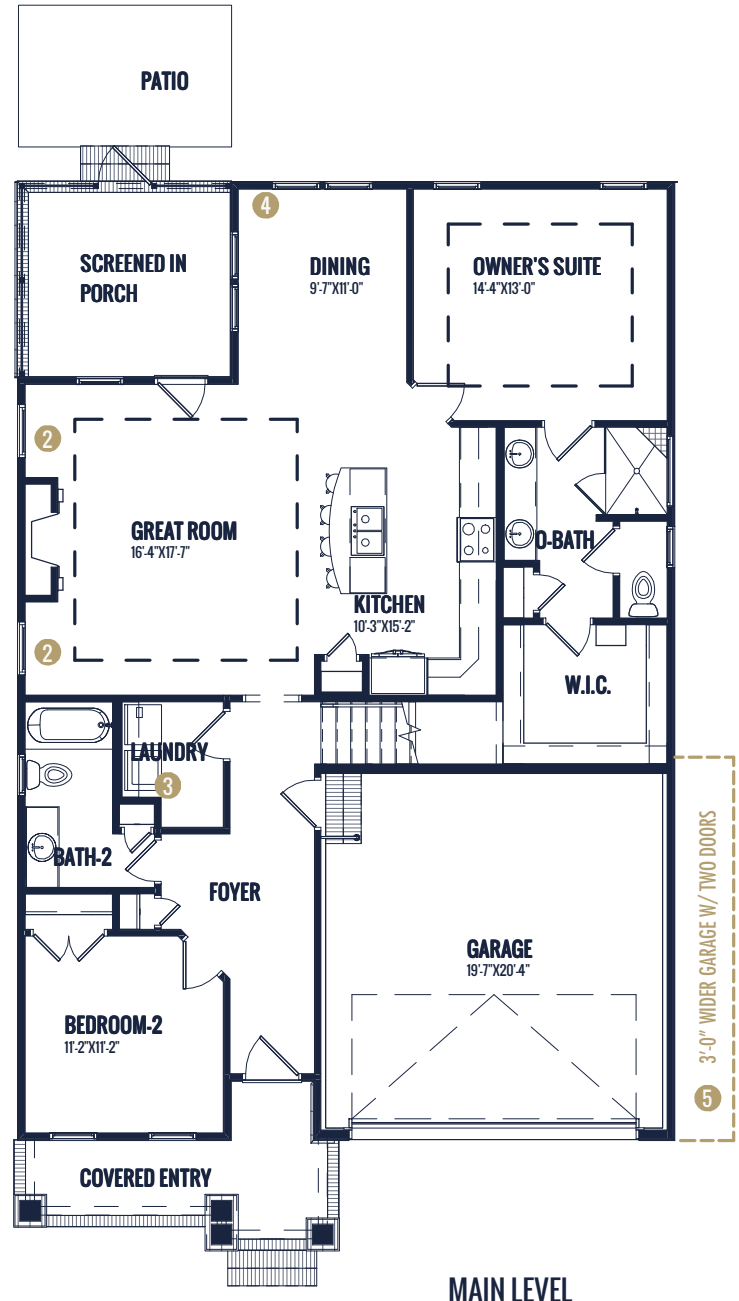 PATIO
4
SCREENED IN
PORCH
DINING
9'-7"X11'-0"
OWNER'S SUITE
14'-4"X13'-0"
2
GREAT ROOM
16'-4"X17'-7"
O-BATH
KITCHEN
10'-3"X15'-2"
2
W.I.C.
LAUNDRY
3
BATH-2
FOYER
GARAGE
19'-7"X20'-4"
3'-0" WIDER GARAGE W/ TWO DOORS
5
BEDROOM-2
11'-2"X11'-2"
COVERED ENTRY
MAIN LEVEL